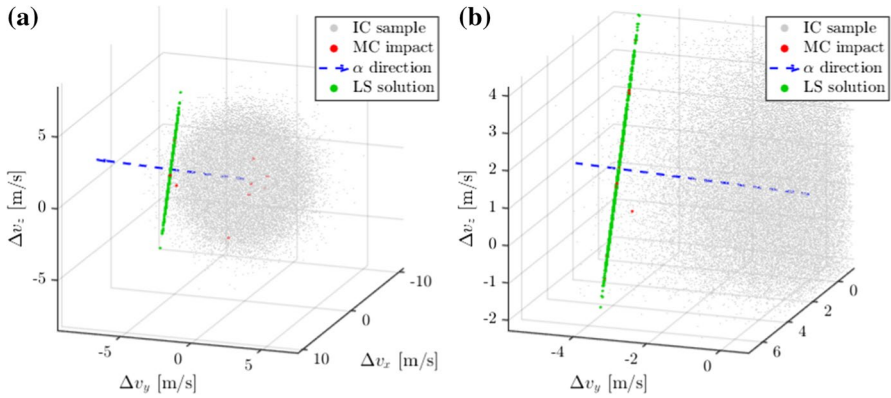 (a)
IC sample
MC impact
α direction
LS solution
5
0
-5
Δv_z [m/s]
-5
0
5
Δv_y [m/s]
10
0
-10
Δv_x [m/s]
(b)
IC sample
MC impact
α direction
LS solution
4
3
2
1
0
-1
-2
Δv_z [m/s]
-4
-2
0
Δv_y [m/s]
6
4
2
0